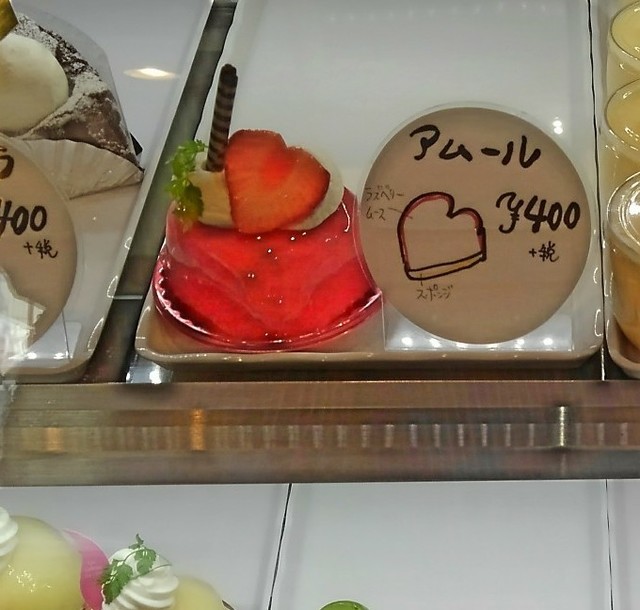 アムール
ラズベリー
ムース
¥400
+税
スポンジ
400
+税